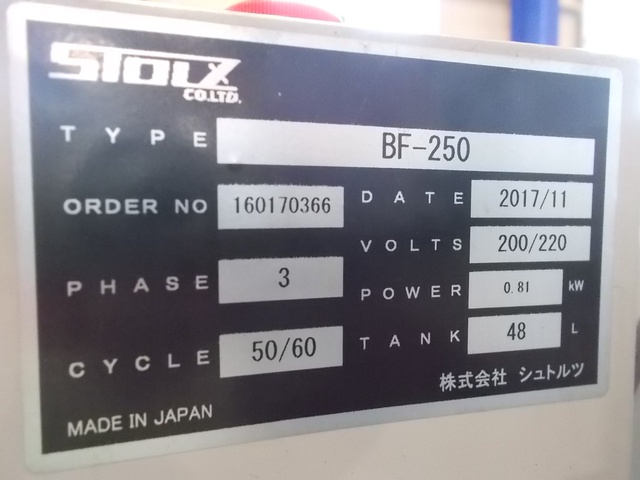 STOLZ
CO.LTD.
TYPE BF-250
ORDER NO 160170366 DATE 2017/11
VOLTS 200/220
PHASE 3 POWER 0.81 kW
CYCLE 50/60 TANK 48 L
株式会社 シュトルツ
MADE IN JAPAN